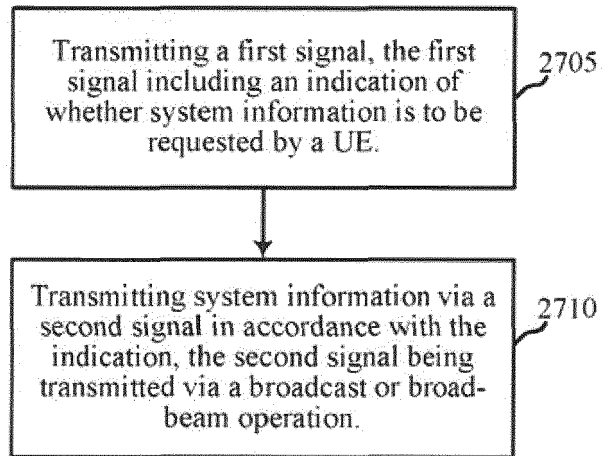 Transmitting a first signal, the first
signal including an indication of
whether system information is to be
requested by a UE.
2705
Transmitting system information via a
second signal in accordance with the
indication, the second signal being
transmitted via a broadcast or broad-
beam operation.
2710